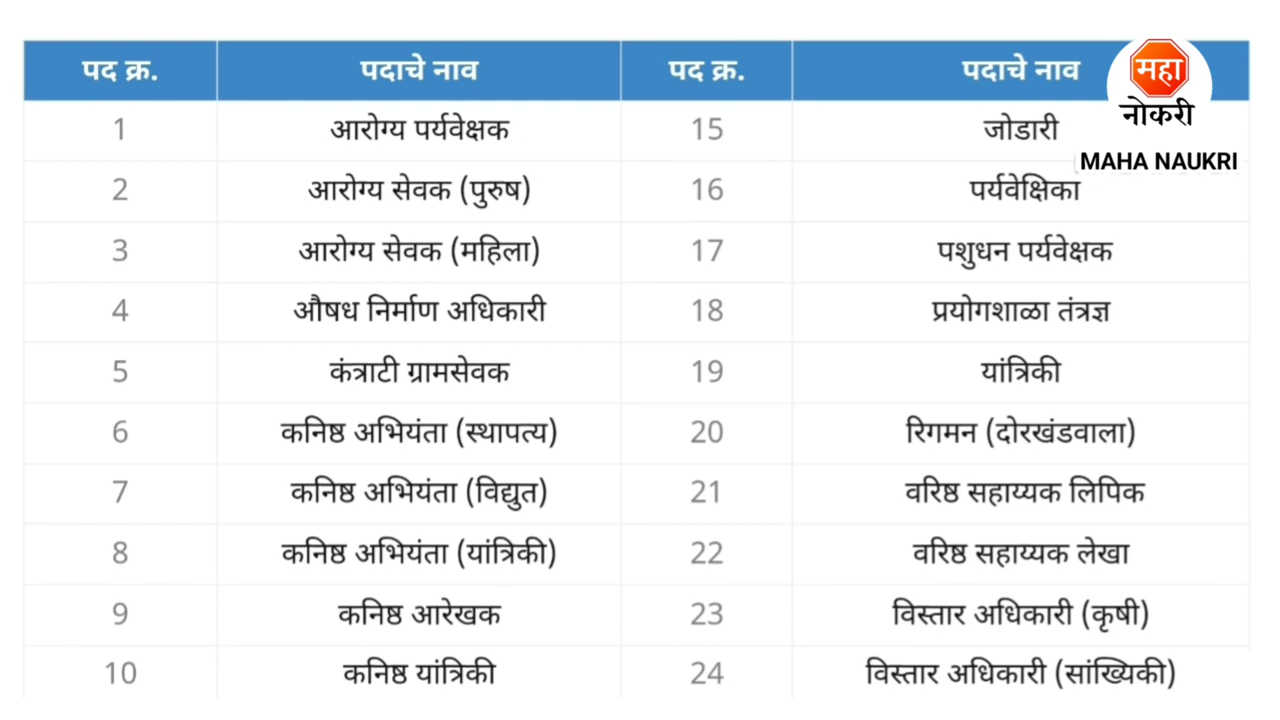 पद क्र. पदाचे नाव पद क्र. पदाचे नाव
महा
नोकरी
MAHA NAUKRI
1 आरोग्य पर्यवेक्षक 15 जोडारी
2 आरोग्य सेवक (पुरुष) 16 पर्यवेक्षिका
3 आरोग्य सेवक (महिला) 17 पशुधन पर्यवेक्षक
4 औषध निर्माण अधिकारी 18 प्रयोगशाळा तंत्रज्ञ
5 कंत्राटी ग्रामसेवक 19 यांत्रिकी
6 कनिष्ठ अभियंता (स्थापत्य) 20 रिगमन (दोरखंडवाला)
7 कनिष्ठ अभियंता (विद्युत) 21 वरिष्ठ सहाय्यक लिपिक
8 कनिष्ठ अभियंता (यांत्रिकी) 22 वरिष्ठ सहाय्यक लेखा
9 कनिष्ठ आरेखक 23 विस्तार अधिकारी (कृषी)
10 कनिष्ठ यांत्रिकी 24 विस्तार अधिकारी (सांख्यिकी)